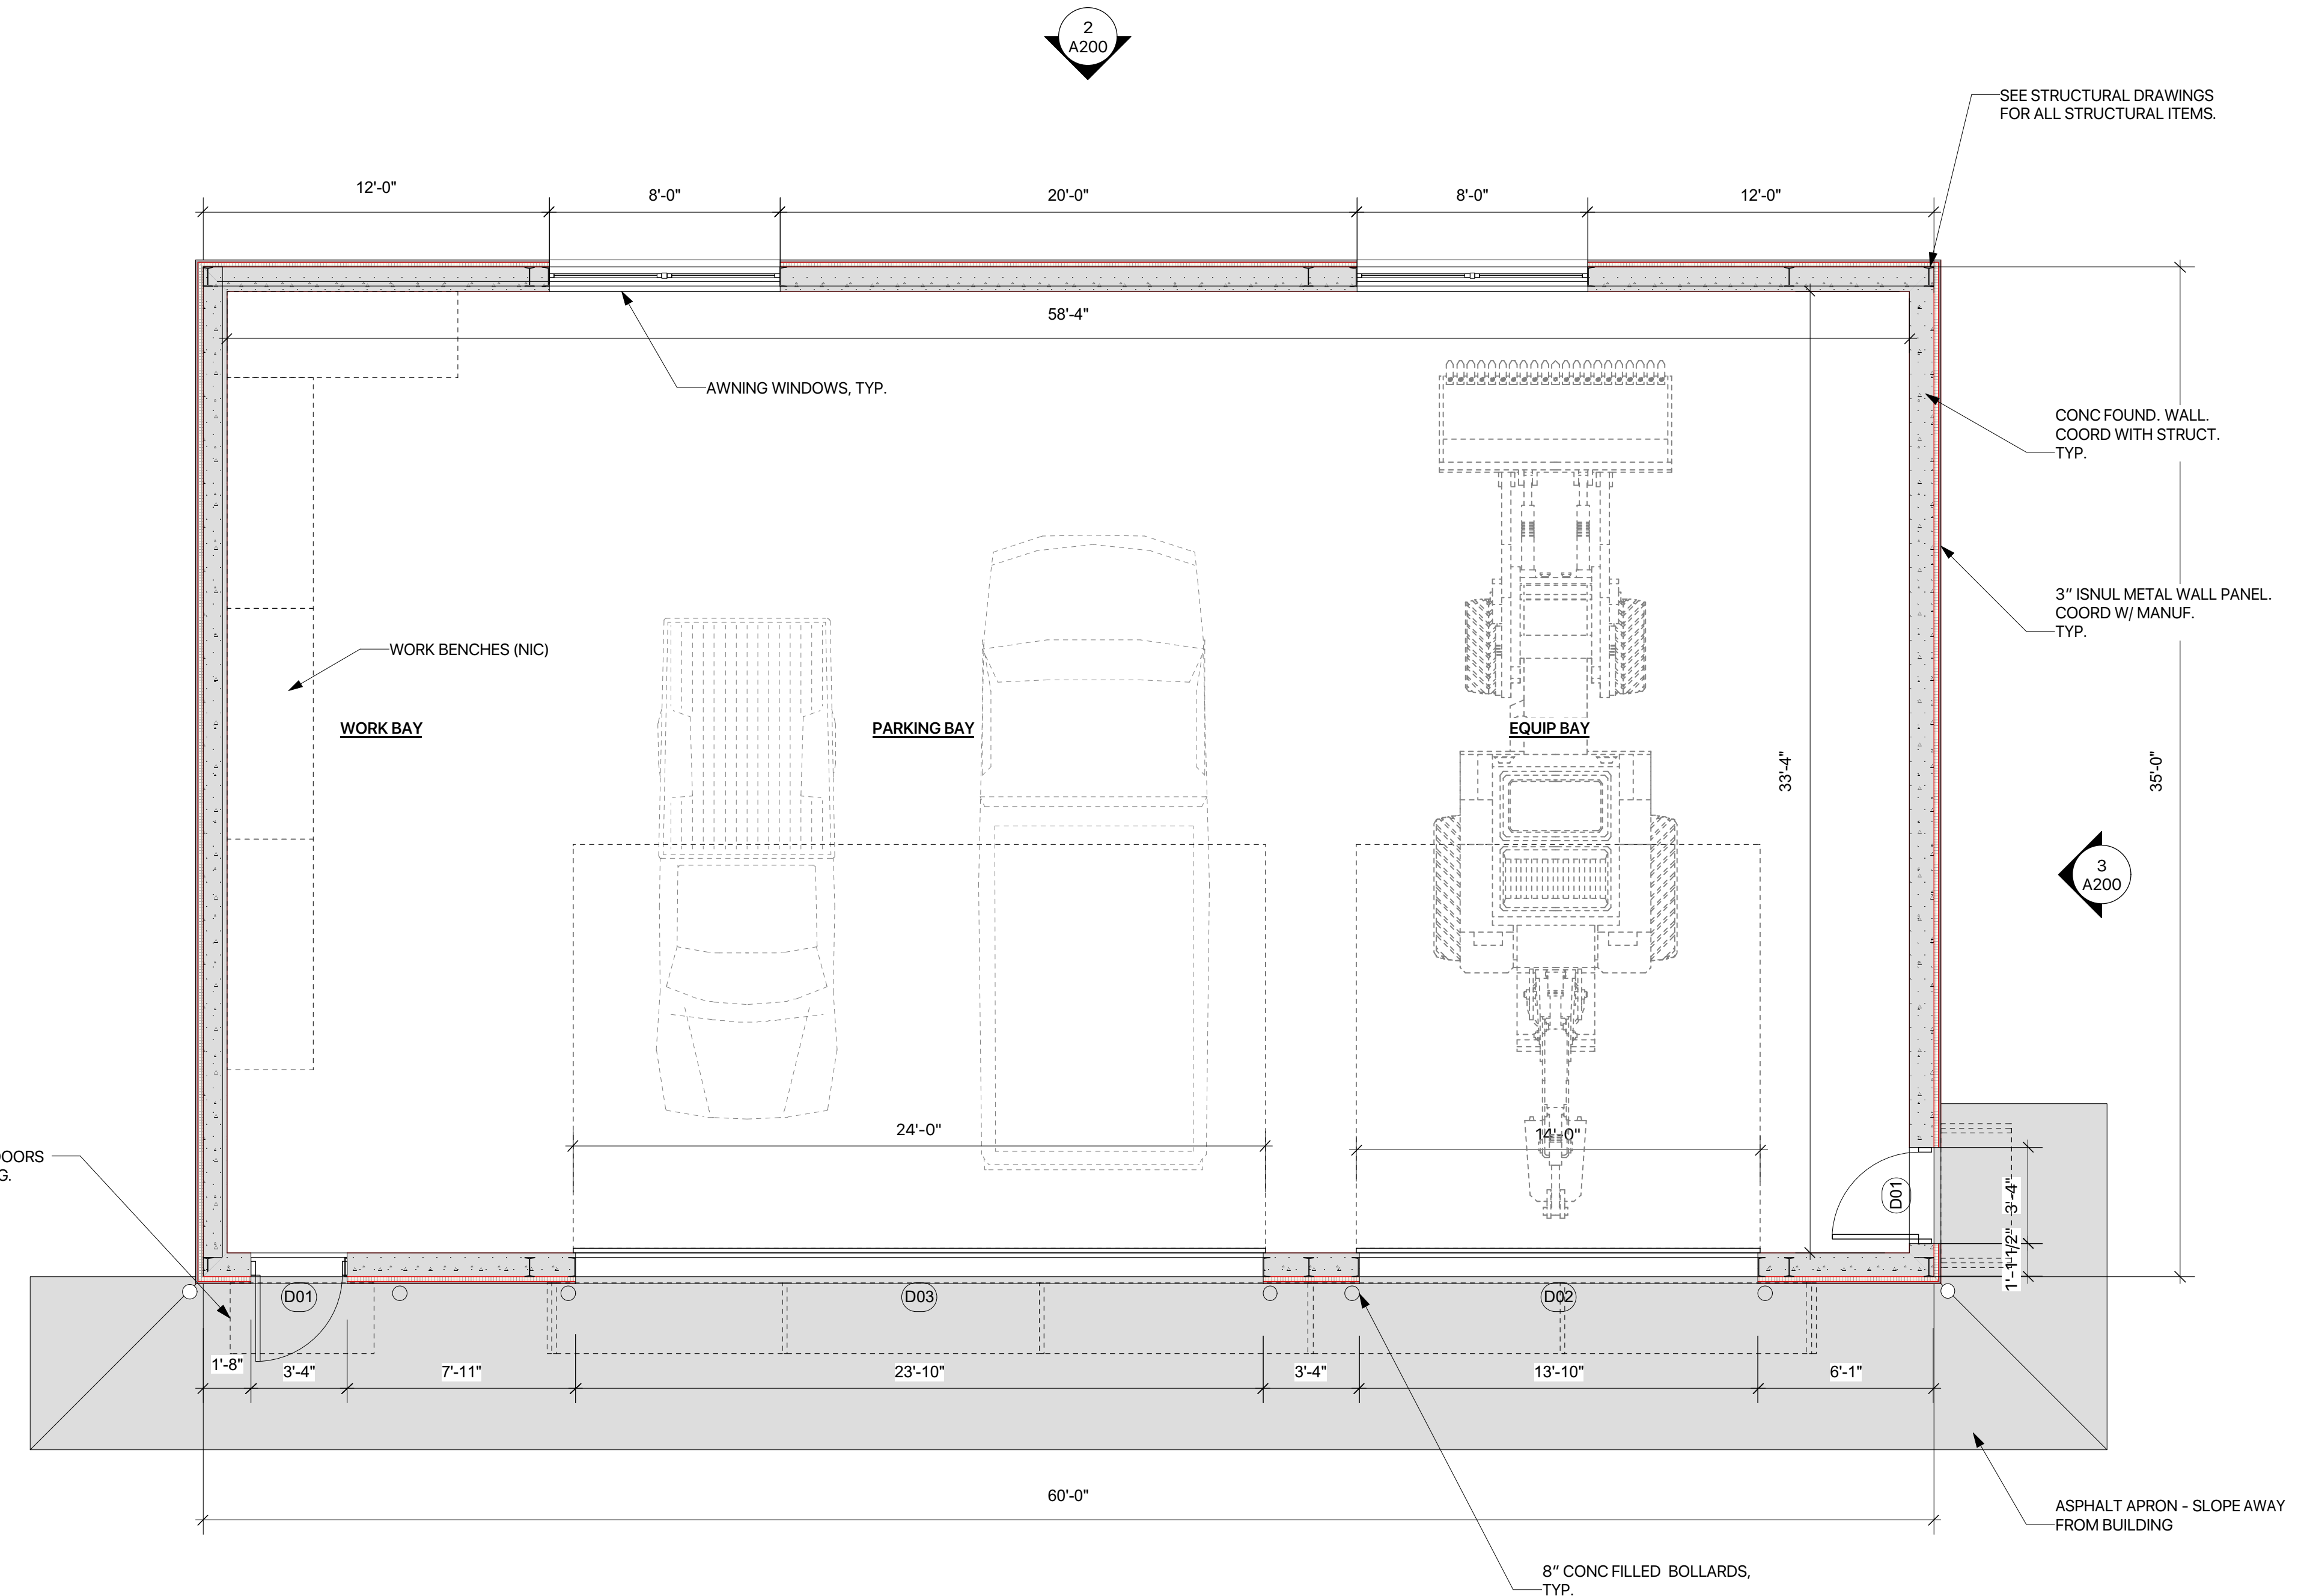 2
A200
SEE STRUCTURAL DRAWINGS
FOR ALL STRUCTURAL ITEMS.
12'-0"
8'-0"
20'-0"
8'-0"
12'-0"
58'-4"
AWNING WINDOWS, TYP.
CONC FOUND. WALL.
COORD WITH STRUCT.
TYP.
3" ISNUL METAL WALL PANEL.
COORD W/ MANUF.
TYP.
WORK BENCHES (NIC)
WORK BAY
PARKING BAY
EQUIP BAY
33'-4"
35'-0"
3
A200
24'-0"
14'-0"
OORS
G.
D01
3'-4"
1'-1 1/2"
D01
D03
D02
1'-8"
3'-4"
7'-11"
23'-10"
3'-4"
13'-10"
6'-1"
60'-0"
ASPHALT APRON - SLOPE AWAY
FROM BUILDING
8" CONC FILLED BOLLARDS,
TYP.